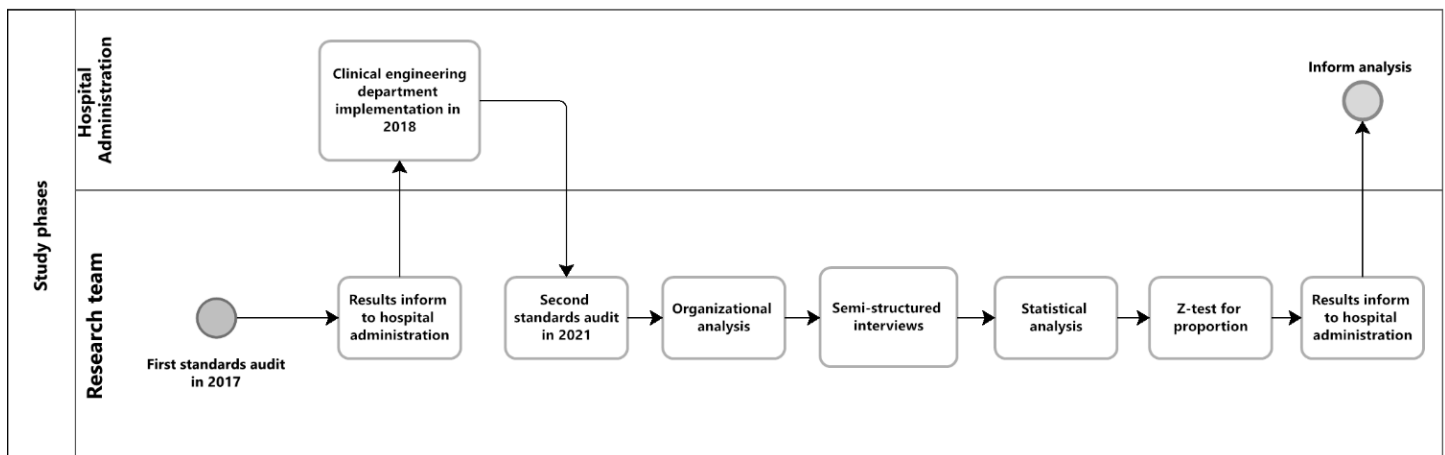 Study phases
Hospital
Administration
Clinical engineering
department
implementation in
2018
Inform analysis
Research team
First standards audit
in 2017
Results inform
to hospital
administration
Second
standards audit
in 2021
Organizational
analysis
Semi-structured
interviews
Statistical
analysis
Z-test for
proportion
Results inform
to hospital
administration